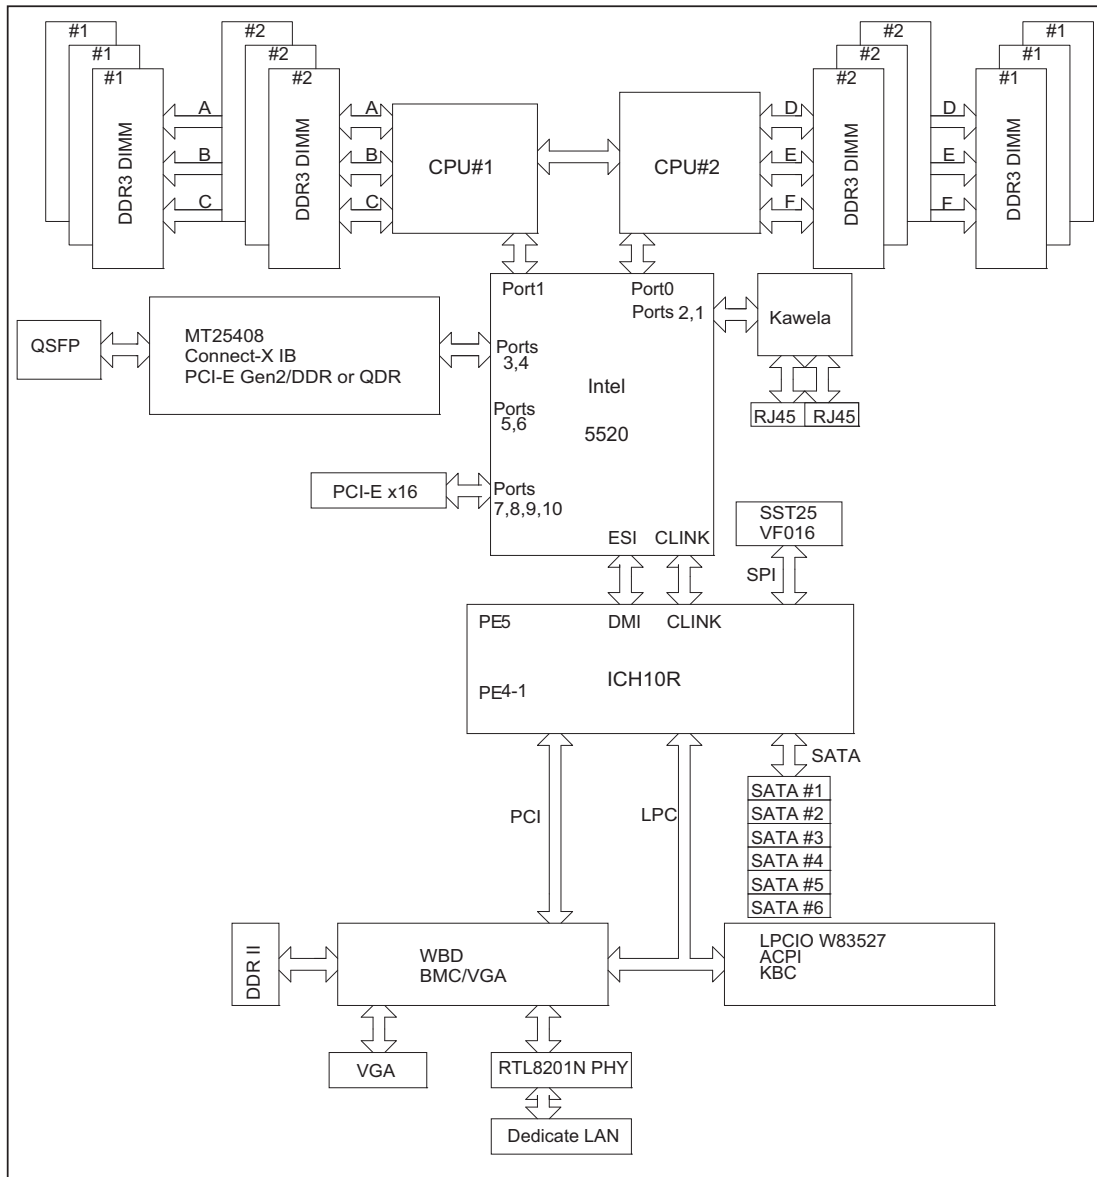 #1
#1
#1
DDR3 DIMM
A
B
C
#2
#2
#2
DDR3 DIMM
A
B
C
CPU#1
CPU#2
D
E
F
#2
#2
#2
DDR3 DIMM
D
E
F
#1
#1
#1
DDR3 DIMM
Port1
Port0
Ports 2,1
Kawela
RJ45
RJ45
QSFP
MT25408
Connect-X IB
PCI-E Gen2/DDR or QDR
Ports
3,4
Ports
5,6
Intel
5520
PCI-E x16
Ports
7,8,9,10
ESI
CLINK
SST25
VF016
SPI
PE5
DMI
CLINK
ICH10R
PE4-1
SATA
PCI
LPC
SATA #1
SATA #2
SATA #3
SATA #4
SATA #5
SATA #6
DDR II
WBD
BMC/VGA
LPCIO W83527
ACPI
KBC
VGA
RTL8201N PHY
Dedicate LAN